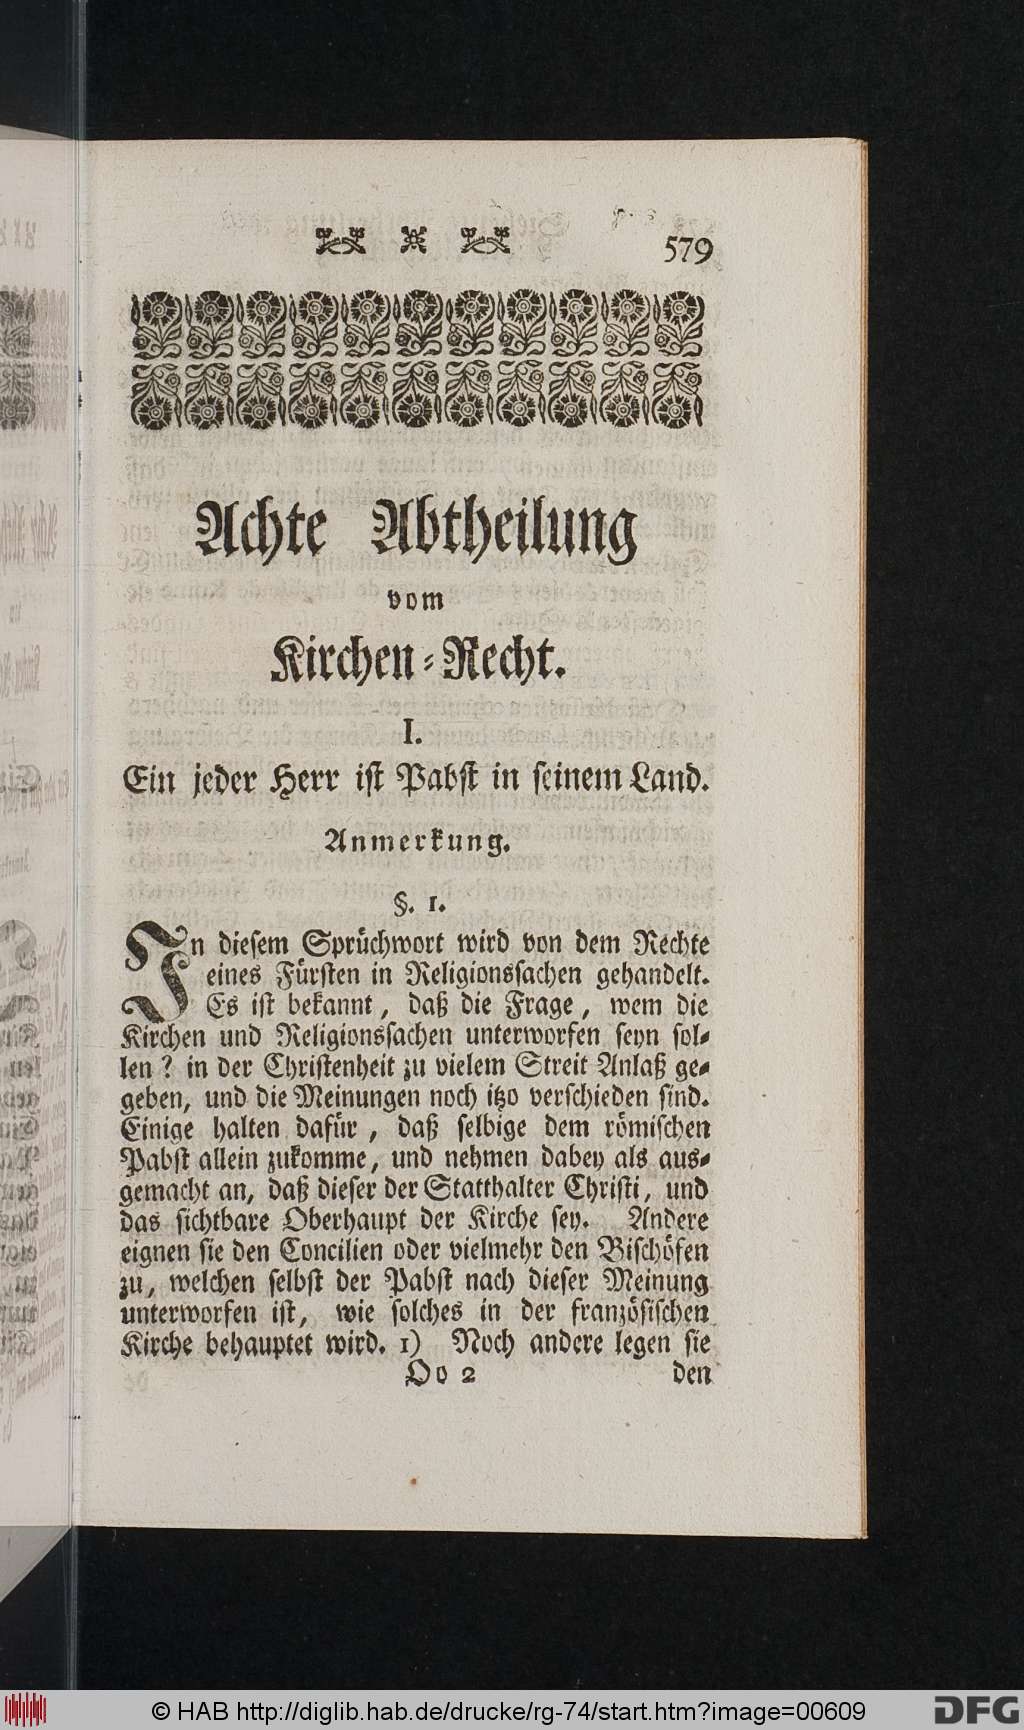 579
Achte Abtheilung
vom
Kirchen-Recht.
I.
Ein jeder Herr ist Pabst in seinem Land.
Anmerkung.
§. 1.
In diesem Sprüchwort wird von dem Rechte
eines Fürsten in Religionssachen gehandelt.
Es ist bekannt, daß die Frage, wem die
Kirchen und Religionssachen unterworfen seyn sol-
len? in der Christenheit zu vielem Streit Anlaß ge-
geben, und die Meinungen noch itzo verschieden sind.
Einige halten dafür, daß selbige dem römischen
Pabst allein zukomme, und nehmen dabey als aus-
gemacht an, daß dieser der Statthalter Christi, und
das sichtbare Oberhaupt der Kirche sey. Andere
eignen sie den Concilien oder vielmehr den Bischöfen
zu, welchen selbst der Pabst nach dieser Meinung
unterworfen ist, wie solches in der französischen
Kirche behauptet wird. 1) Noch andere legen sie
Oo 2 den
© HAB http://diglib.hab.de/drucke/rg-74/start.htm?image=00609
DFG